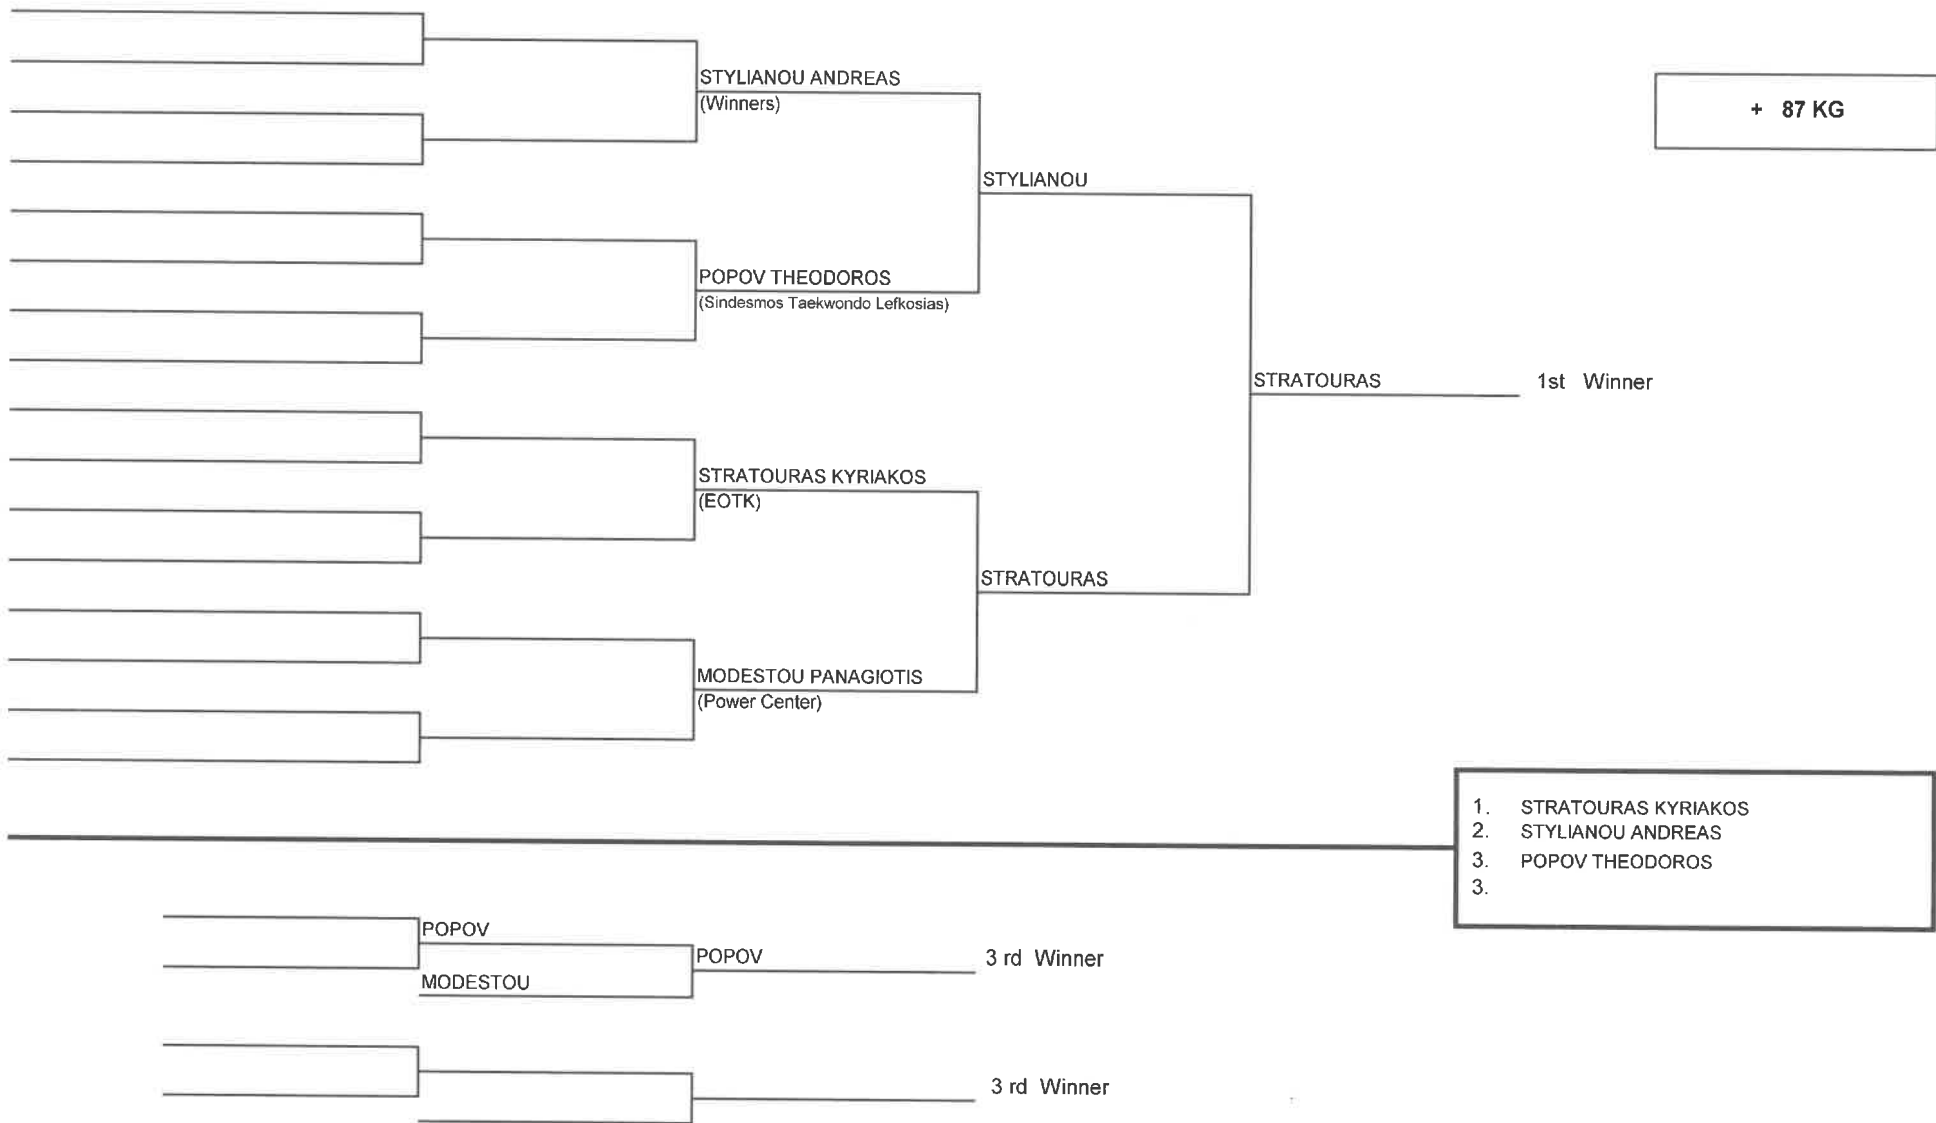 STYLIANOU ANDREAS
(Winners)
+ 87 KG
STYLIANOU
POPOV THEODOROS
(Sindesmos Taekwondo Lefkosias)
STRATOURAS
1st Winner
STRATOURAS KYRIAKOS
(EOTK)
STRATOURAS
MODESTOU PANAGIOTIS
(Power Center)
1. STRATOURAS KYRIAKOS
2. STYLIANOU ANDREAS
3. POPOV THEODOROS
3.
POPOV
POPOV
3 rd Winner
MODESTOU
3 rd Winner